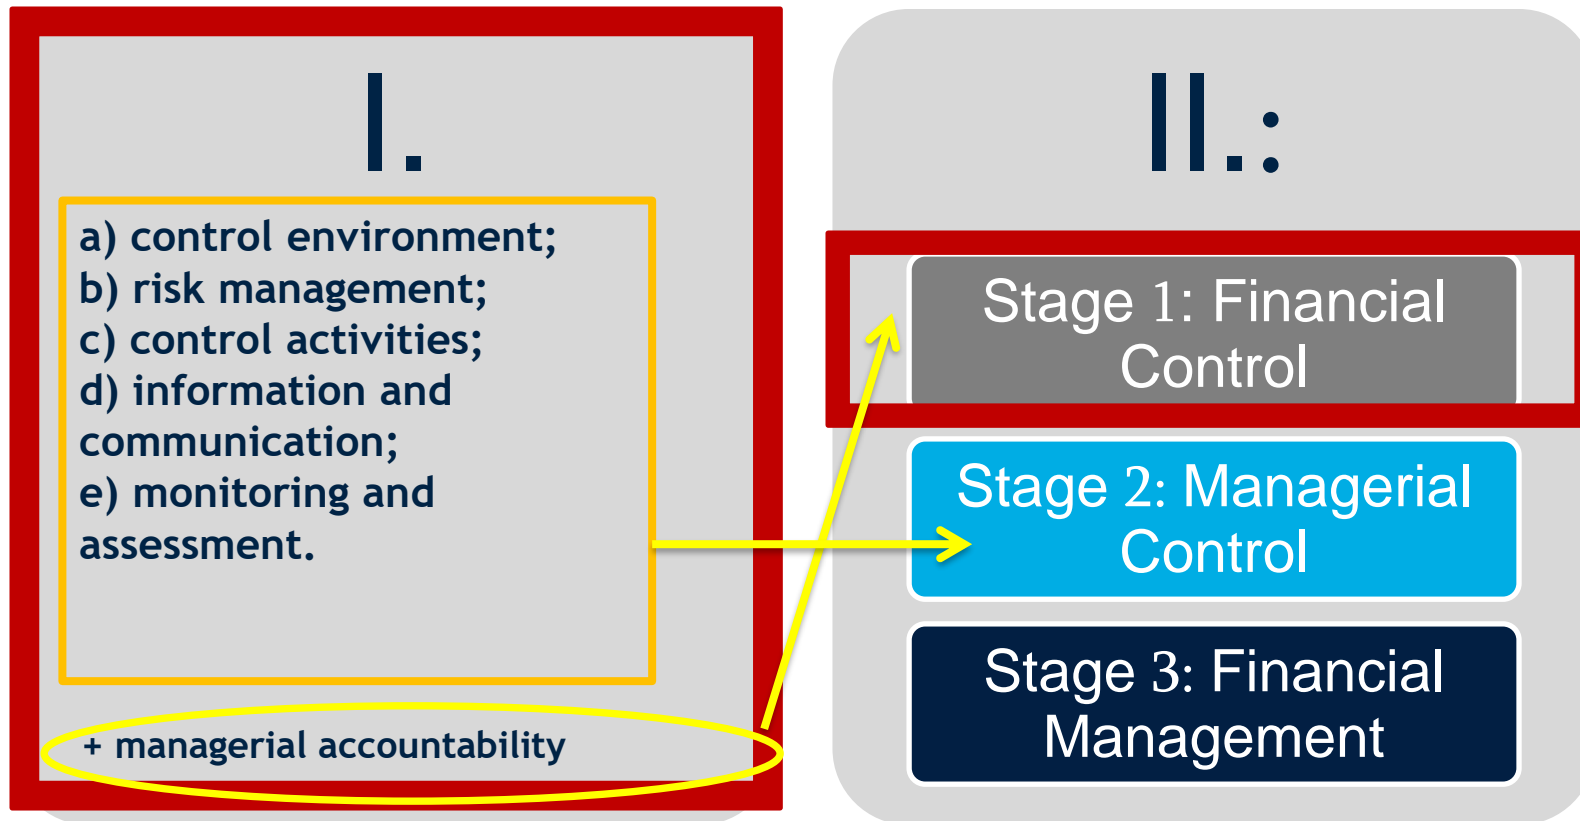 I.
a) control environment;
b) risk management;
c) control activities;
d) information and
communication;
e) monitoring and
assessment.
+ managerial accountability
II.:
Stage 1: Financial
Control
Stage 2: Managerial
Control
Stage 3: Financial
Management